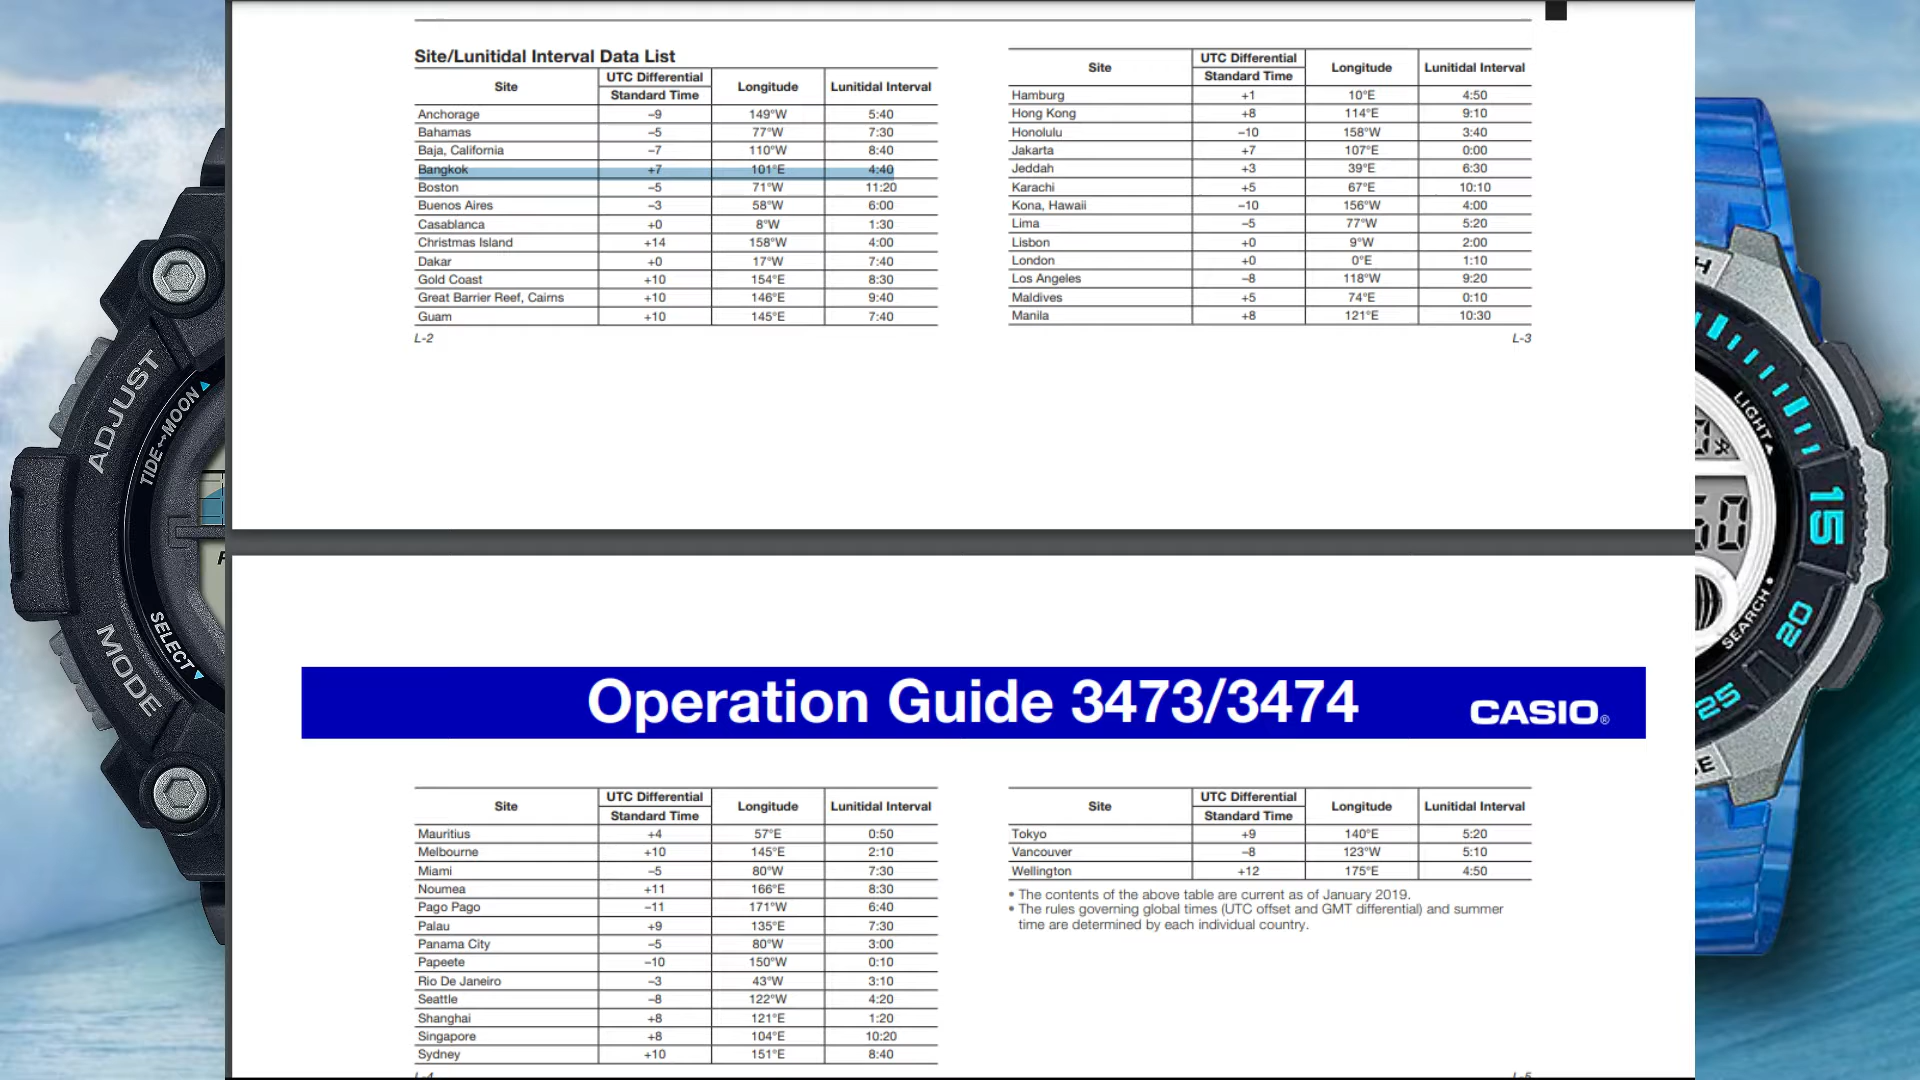 Site/Lunitidal Interval Data List
Site UTC Differential Longitude Lunitidal Interval
Standard Time
Anchorage –9 149°W 5:40
Bahamas –5 77°W 7:30
Baja, California –7 110°W 8:40
Bangkok +7 101°E 4:40
Boston –5 71°W 11:20
Buenos Aires –3 58°W 6:00
Casablanca +0 8°W 1:30
Christmas Island +14 158°W 4:00
Dakar +0 17°W 7:40
Gold Coast +10 154°E 8:30
Great Barrier Reef, Cairns +10 146°E 9:40
Guam +10 145°E 7:40
L-2
Site UTC Differential Longitude Lunitidal Interval
Standard Time
Hamburg +1 10°E 4:50
Hong Kong +8 114°E 9:10
Honolulu –10 158°W 3:40
Jakarta +7 107°E 0:00
Jeddah +3 39°E 6:30
Karachi +5 67°E 10:10
Kona, Hawaii –10 156°W 4:00
Lima –5 77°W 5:20
Lisbon +0 9°W 2:00
London +0 0°E 1:10
Los Angeles –8 118°W 9:20
Maldives +5 74°E 0:10
Manila +8 121°E 10:30
L-3
Operation Guide 3473/3474 CASIO®
Site UTC Differential Longitude Lunitidal Interval
Standard Time
Mauritius +4 57°E 0:50
Melbourne +10 145°E 2:10
Miami –5 80°W 7:30
Noumea +11 166°E 8:30
Pago Pago –11 171°W 6:40
Palau +9 135°E 7:30
Panama City –5 80°W 3:00
Papeete –10 150°W 0:10
Rio De Janeiro –3 43°W 3:10
Seattle –8 122°W 4:20
Shanghai +8 121°E 1:20
Singapore +8 104°E 10:20
Sydney +10 151°E 8:40
Site UTC Differential Longitude Lunitidal Interval
Standard Time
Tokyo +9 140°E 5:20
Vancouver –8 123°W 5:10
Wellington +12 175°E 4:50
• The contents of the above table are current as of January 2019.
• The rules governing global times (UTC offset and GMT differential) and summer
time are determined by each individual country.
ADJUST
TIDE↔MOON
SELECT
MODE
LIGHT
15
20
25
SEARCH